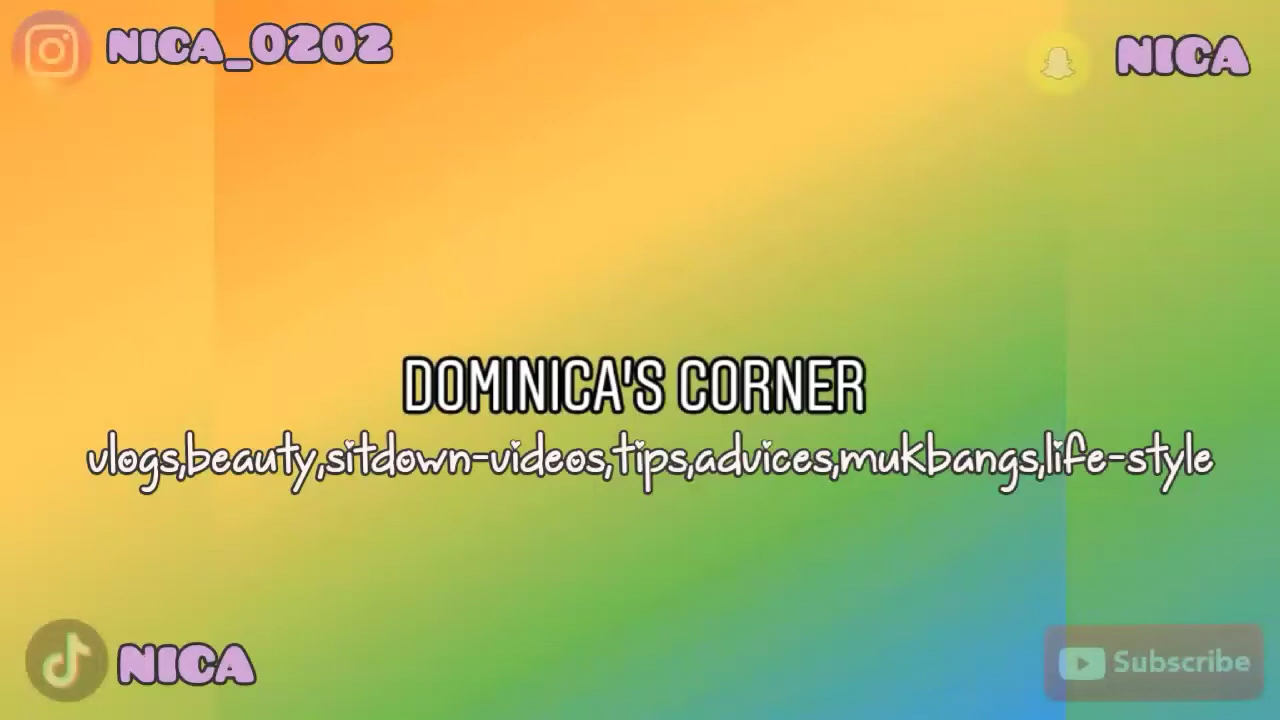 NICA_0202
NICA
DOMINICA'S CORNER
vlogs,beauty,sitdown-videos,tips,advices,mukbangs,life-style
NICA
Subscribe